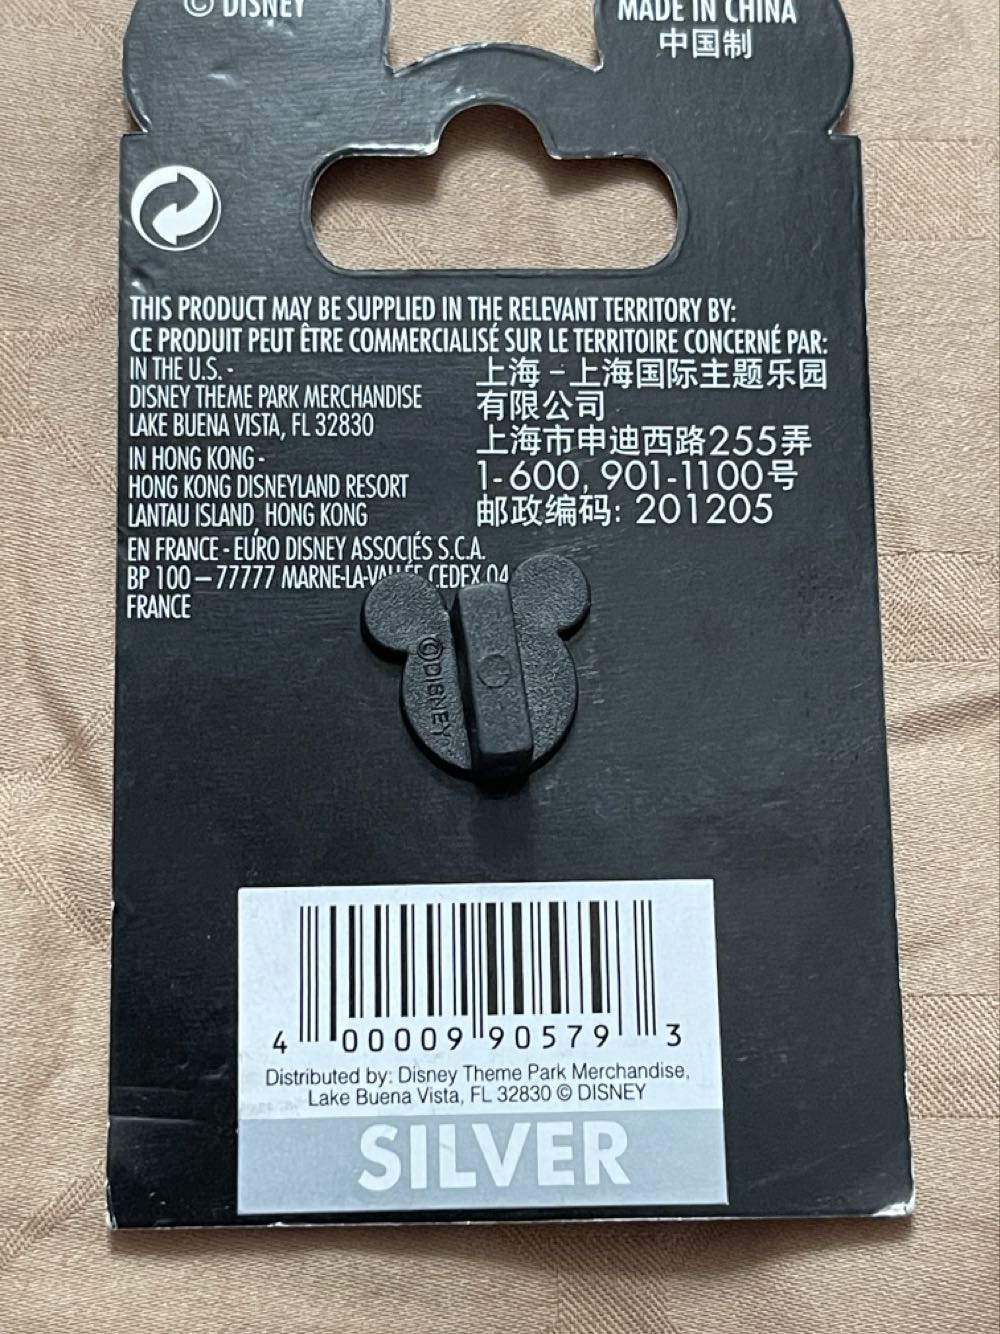 © DISNEY
MADE IN CHINA
中国制
THIS PRODUCT MAY BE SUPPLIED IN THE RELEVANT TERRITORY BY:
CE PRODUIT PEUT ÊTRE COMMERCIALISÉ SUR LE TERRITOIRE CONCERNÉ PAR:
IN THE U.S. -
DISNEY THEME PARK MERCHANDISE
LAKE BUENA VISTA, FL 32830
IN HONG KONG -
HONG KONG DISNEYLAND RESORT
LANTAU ISLAND, HONG KONG
EN FRANCE - EURO DISNEY ASSOCIÉS S.C.A.
BP 100 – 77777 MARNE-LA-VALLÉE CEDEX 04
FRANCE
上海 - 上海国际主题乐园
有限公司
上海市申迪西路255弄
1-600, 901-1100号
邮政编码: 201205
©DISNEY
4 00009 90579 3
Distributed by: Disney Theme Park Merchandise,
Lake Buena Vista, FL 32830 © DISNEY
SILVER